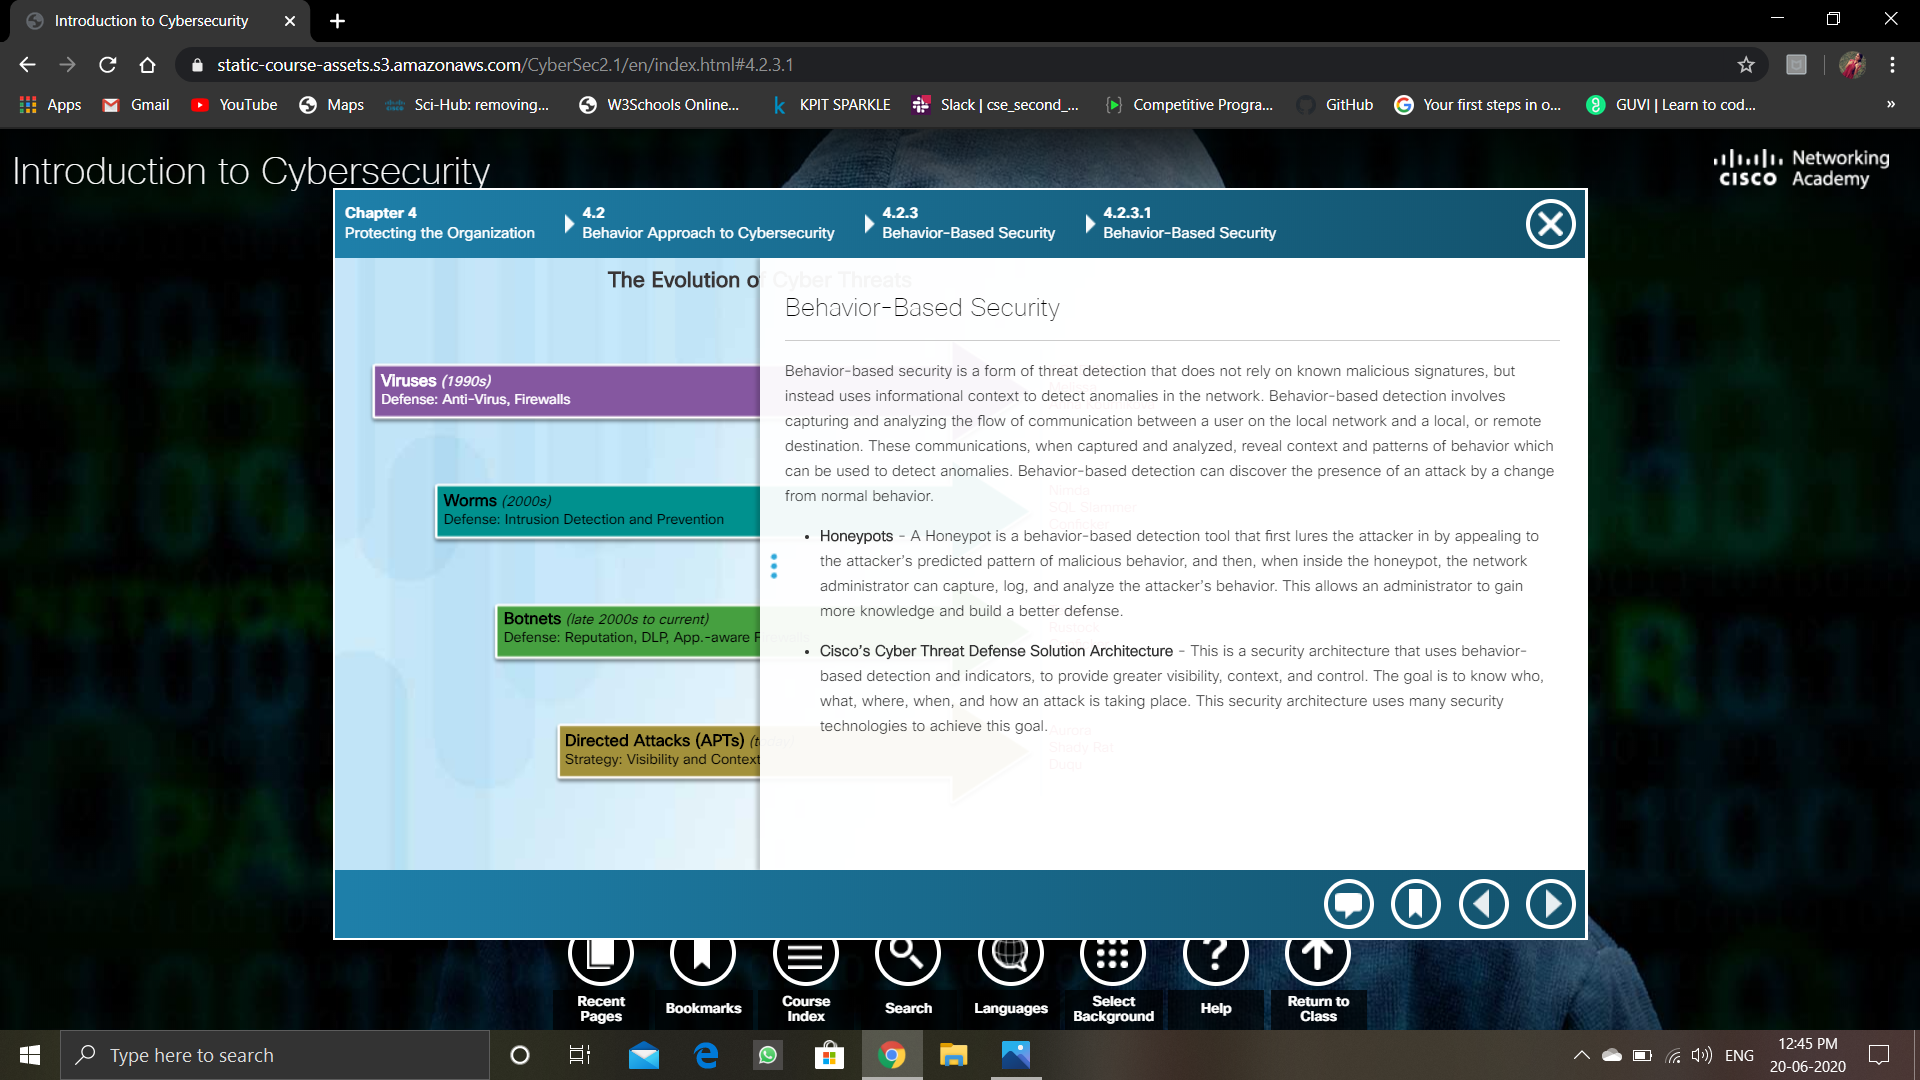 Introduction to Cybersecurity
static-course-assets.s3.amazonaws.com/CyberSec2.1/en/index.html#4.2.3.1
Apps Gmail YouTube Maps Sci-Hub: removing... W3Schools Online... KPIT SPARKLE Slack | cse_second_... Competitive Progra... GitHub Your first steps in o... GUVI | Learn to cod... »
Introduction to Cybersecurity
CISCO Networking Academy
Chapter 4
Protecting the Organization
4.2
Behavior Approach to Cybersecurity
4.2.3
Behavior-Based Security
4.2.3.1
Behavior-Based Security
The Evolution of Cyber Threats
Viruses (1990s)
Defense: Anti-Virus, Firewalls
Worms (2000s)
Defense: Intrusion Detection and Prevention
Botnets (late 2000s to current)
Defense: Reputation, DLP, App.-aware
Directed Attacks (APTs)
Strategy: Visibility and Context
Behavior-Based Security
Behavior-based security is a form of threat detection that does not rely on known malicious signatures, but
instead uses informational context to detect anomalies in the network. Behavior-based detection involves
capturing and analyzing the flow of communication between a user on the local network and a local, or remote
destination. These communications, when captured and analyzed, reveal context and patterns of behavior which
can be used to detect anomalies. Behavior-based detection can discover the presence of an attack by a change
from normal behavior.
• Honeypots - A Honeypot is a behavior-based detection tool that first lures the attacker in by appealing to
the attacker's predicted pattern of malicious behavior, and then, when inside the honeypot, the network
administrator can capture, log, and analyze the attacker's behavior. This allows an administrator to gain
more knowledge and build a better defense.
• Cisco's Cyber Threat Defense Solution Architecture - This is a security architecture that uses behavior-
based detection and indicators, to provide greater visibility, context, and control. The goal is to know who,
what, where, when, and how an attack is taking place. This security architecture uses many security
technologies to achieve this goal.
Nimda
SQL Slammer
Conficker
Rustock
Aurora
Shady Rat
Duqu
Recent Pages
Bookmarks
Course Index
Search
Languages
Select Background
Help
Return to Class
Type here to search
ENG
12:45 PM
20-06-2020